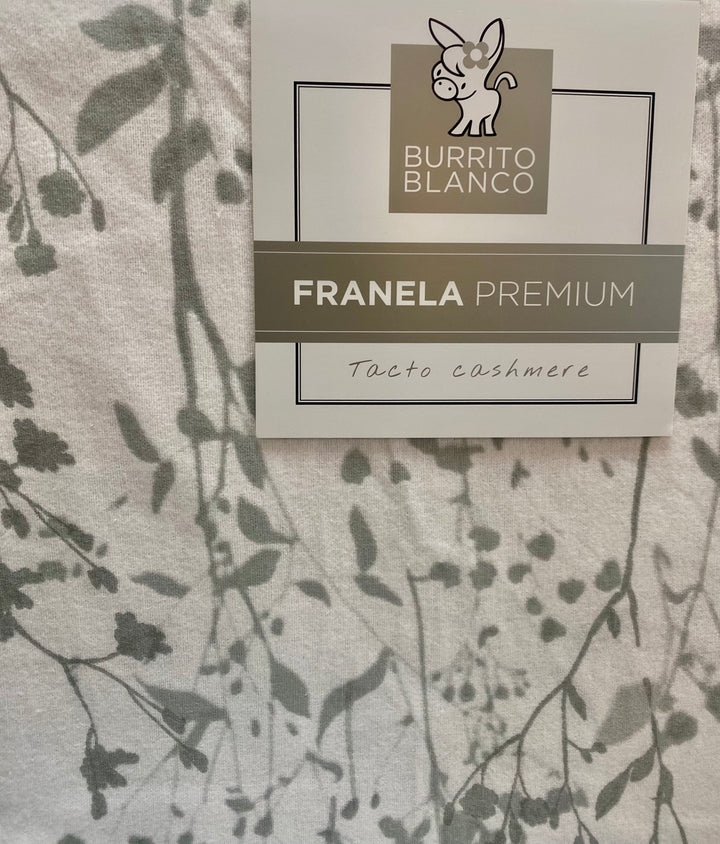 BURRITO
BLANCO
FRANELA PREMIUM
Tacto cashmere